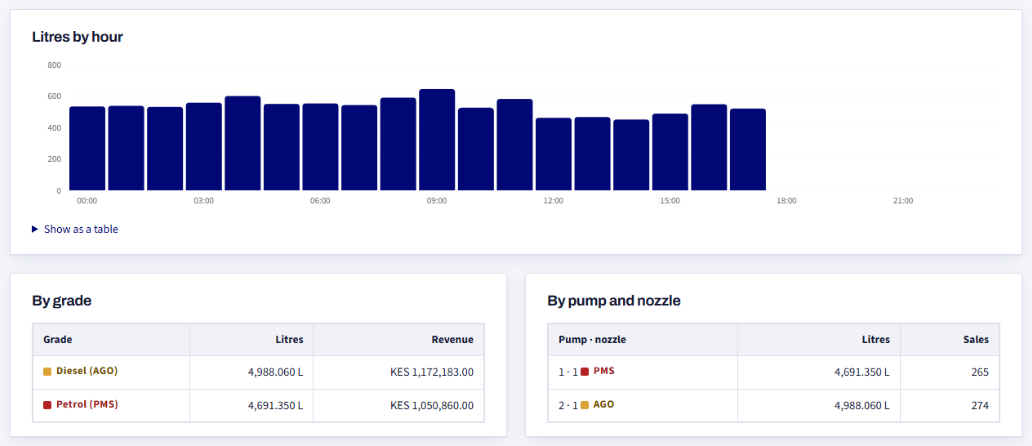 Litres by hour
800
600
400
200
0
00:00 03:00 06:00 09:00 12:00 15:00 18:00 21:00
▶ Show as a table
By grade
Grade Litres Revenue
Diesel (AGO) 4,988.060 L KES 1,172,183.00
Petrol (PMS) 4,691.350 L KES 1,050,860.00
By pump and nozzle
Pump · nozzle Litres Sales
1 · 1 PMS 4,691.350 L 265
2 · 1 AGO 4,988.060 L 274